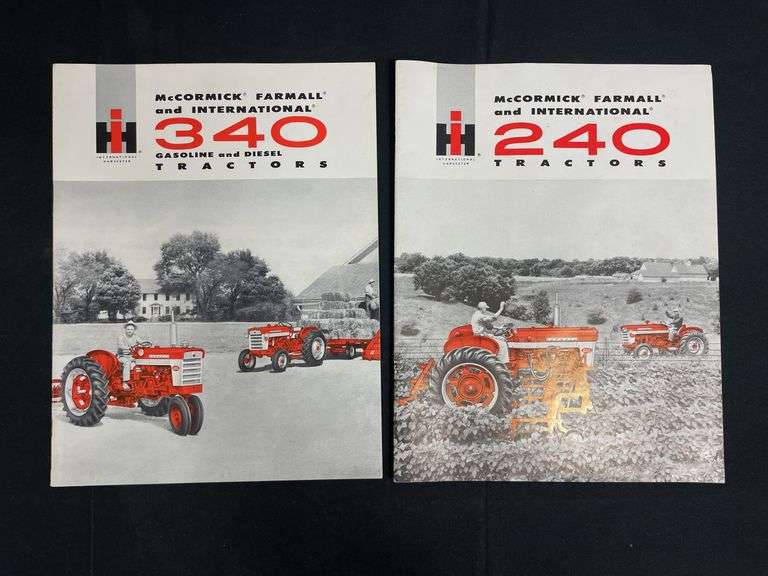 McCORMICK® FARMALL®
and INTERNATIONAL®
340
GASOLINE and DIESEL
TRACTORS
IH®
INTERNATIONAL
HARVESTER
McCORMICK® FARMALL®
and INTERNATIONAL®
240
TRACTORS
IH®
INTERNATIONAL
HARVESTER